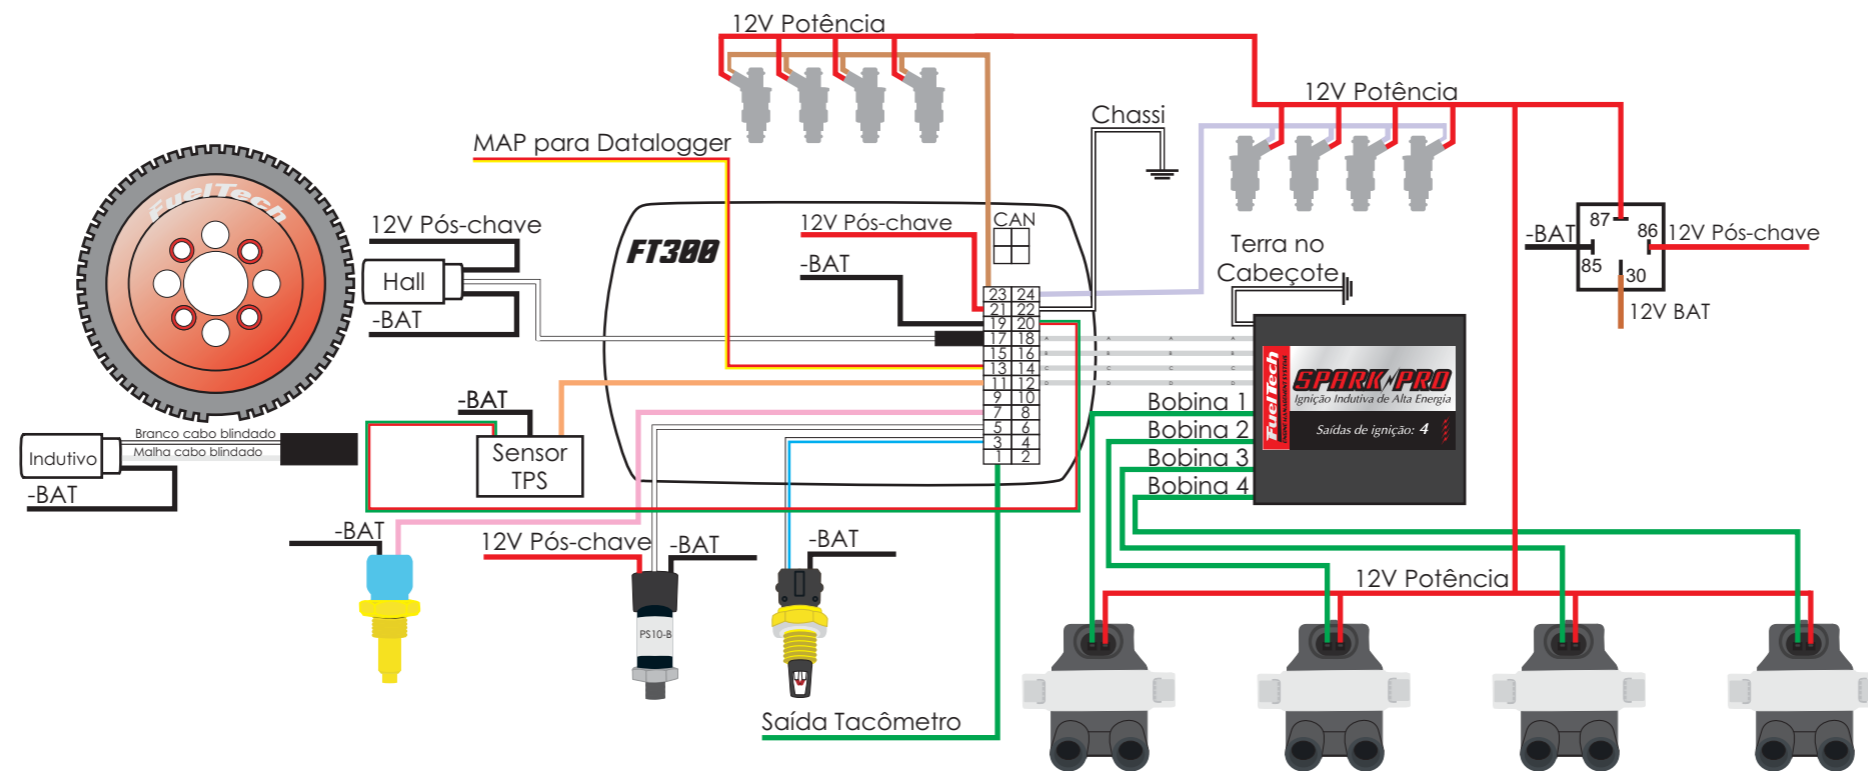 12V Potência
12V Potência
Chassi
MAP para Datalogger
FuelTech
12V Pós-chave
Hall
-BAT
FT300
12V Pós-chave
-BAT
CAN
23 24
21 22
19 20
17 18
15 16
13 14
11 12
9 10
7 8
5 6
3 4
1 2
Terra no
Cabeçote
87
86
85
30
-BAT
12V Pós-chave
12V BAT
A A A
B B B
C C C
D D D
FuelTech
SPARK PRO
Ignição Indutiva de Alta Energia
Saídas de ignição: 4
Bobina 1
Bobina 2
Bobina 3
Bobina 4
Branco cabo blindado
Malha cabo blindado
Indutivo
-BAT
-BAT
Sensor
TPS
-BAT
12V Pós-chave
-BAT
PS10-B
-BAT
Saída Tacômetro
12V Potência